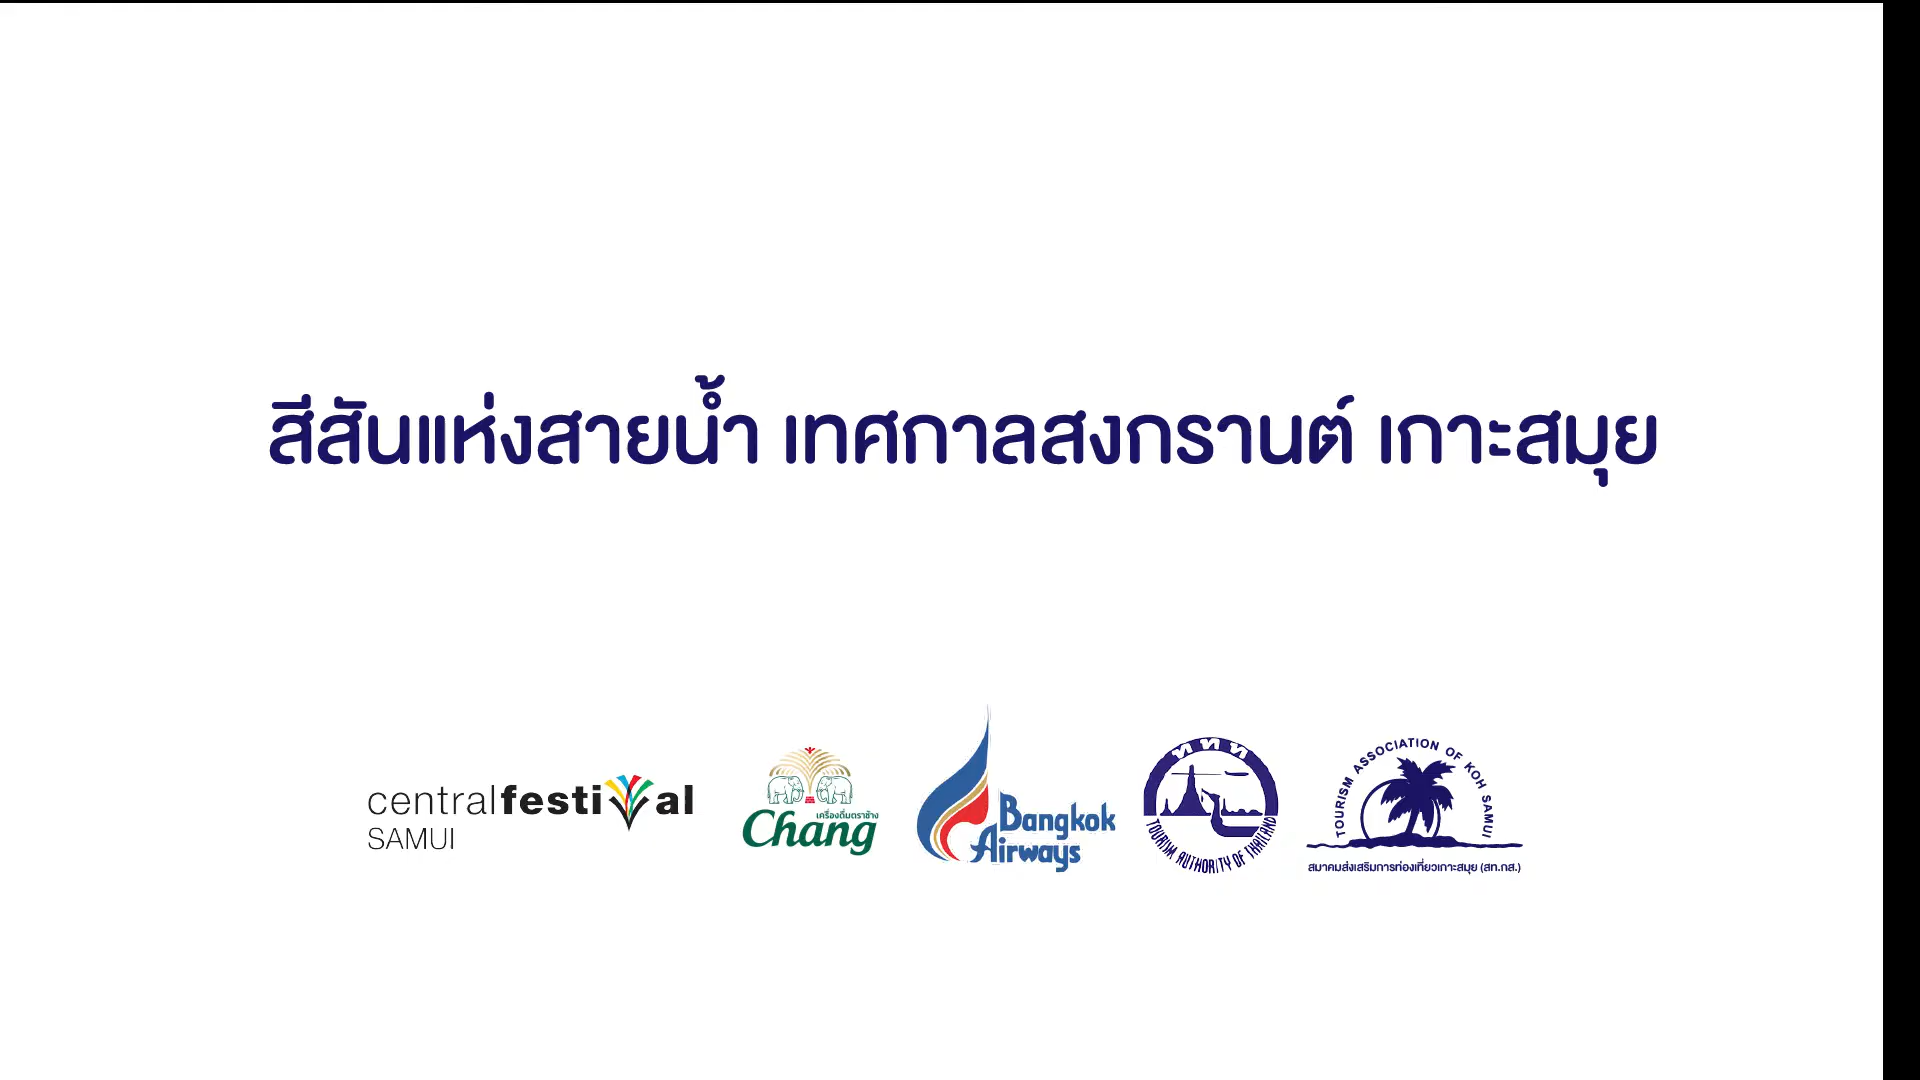 สีสันแห่งสายน้ำ เทศกาลสงกรานต์ เกาะสมุย
centralfestival
SAMUI
เครื่องดื่มตราช้าง
Chang
Bangkok
Airways
ททท
TOURISM AUTHORITY OF THAILAND
TOURISM ASSOCIATION OF KOH SAMUI
สมาคมส่งเสริมการท่องเที่ยวเกาะสมุย (สท.กส.)